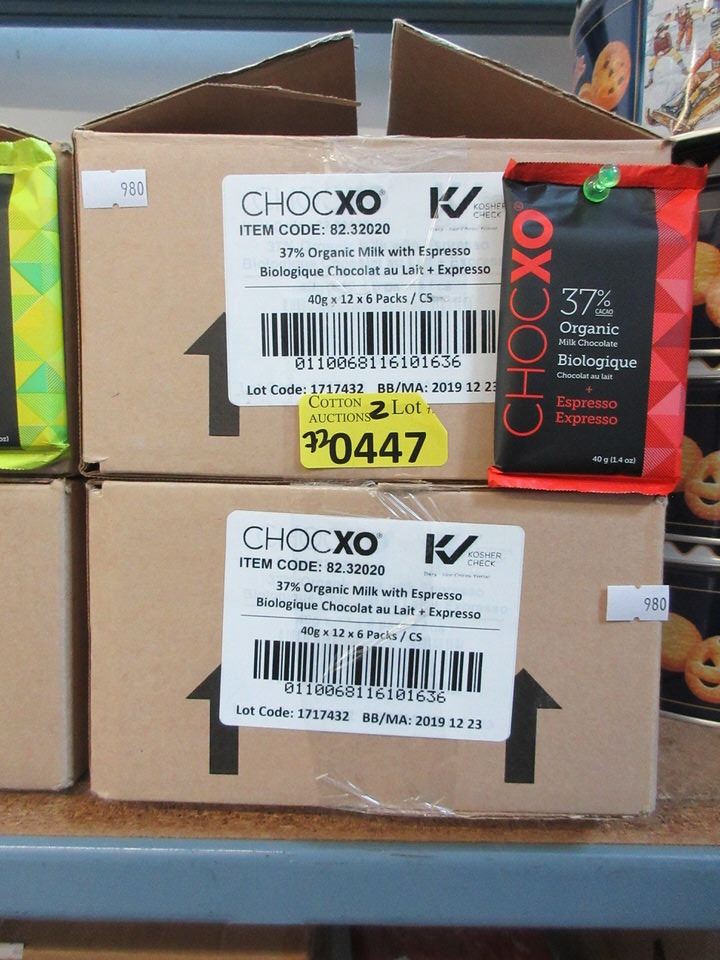 980
CHOCXO®
ITEM CODE: 82.32020
KOSHER
CHECK
37% Organic Milk with Espresso
Biologique Chocolat au Lait + Expresso
40g x 12 x 6 Packs / CS
0110068116101636
Lot Code: 1717432 BB/MA: 2019 12 23
COTTON
AUCTIONS 2 Lot
72 0447
CHOCXO
37%
CACAO
Organic
Milk Chocolate
Biologique
Chocolat au lait
+
Espresso
Expresso
40 g (1.4 oz)
oz)
CHOCXO®
ITEM CODE: 82.32020
KOSHER
CHECK
37% Organic Milk with Espresso
Biologique Chocolat au Lait + Expresso
40g x 12 x 6 Packs / CS
0110068116101636
Lot Code: 1717432 BB/MA: 2019 12 23
980